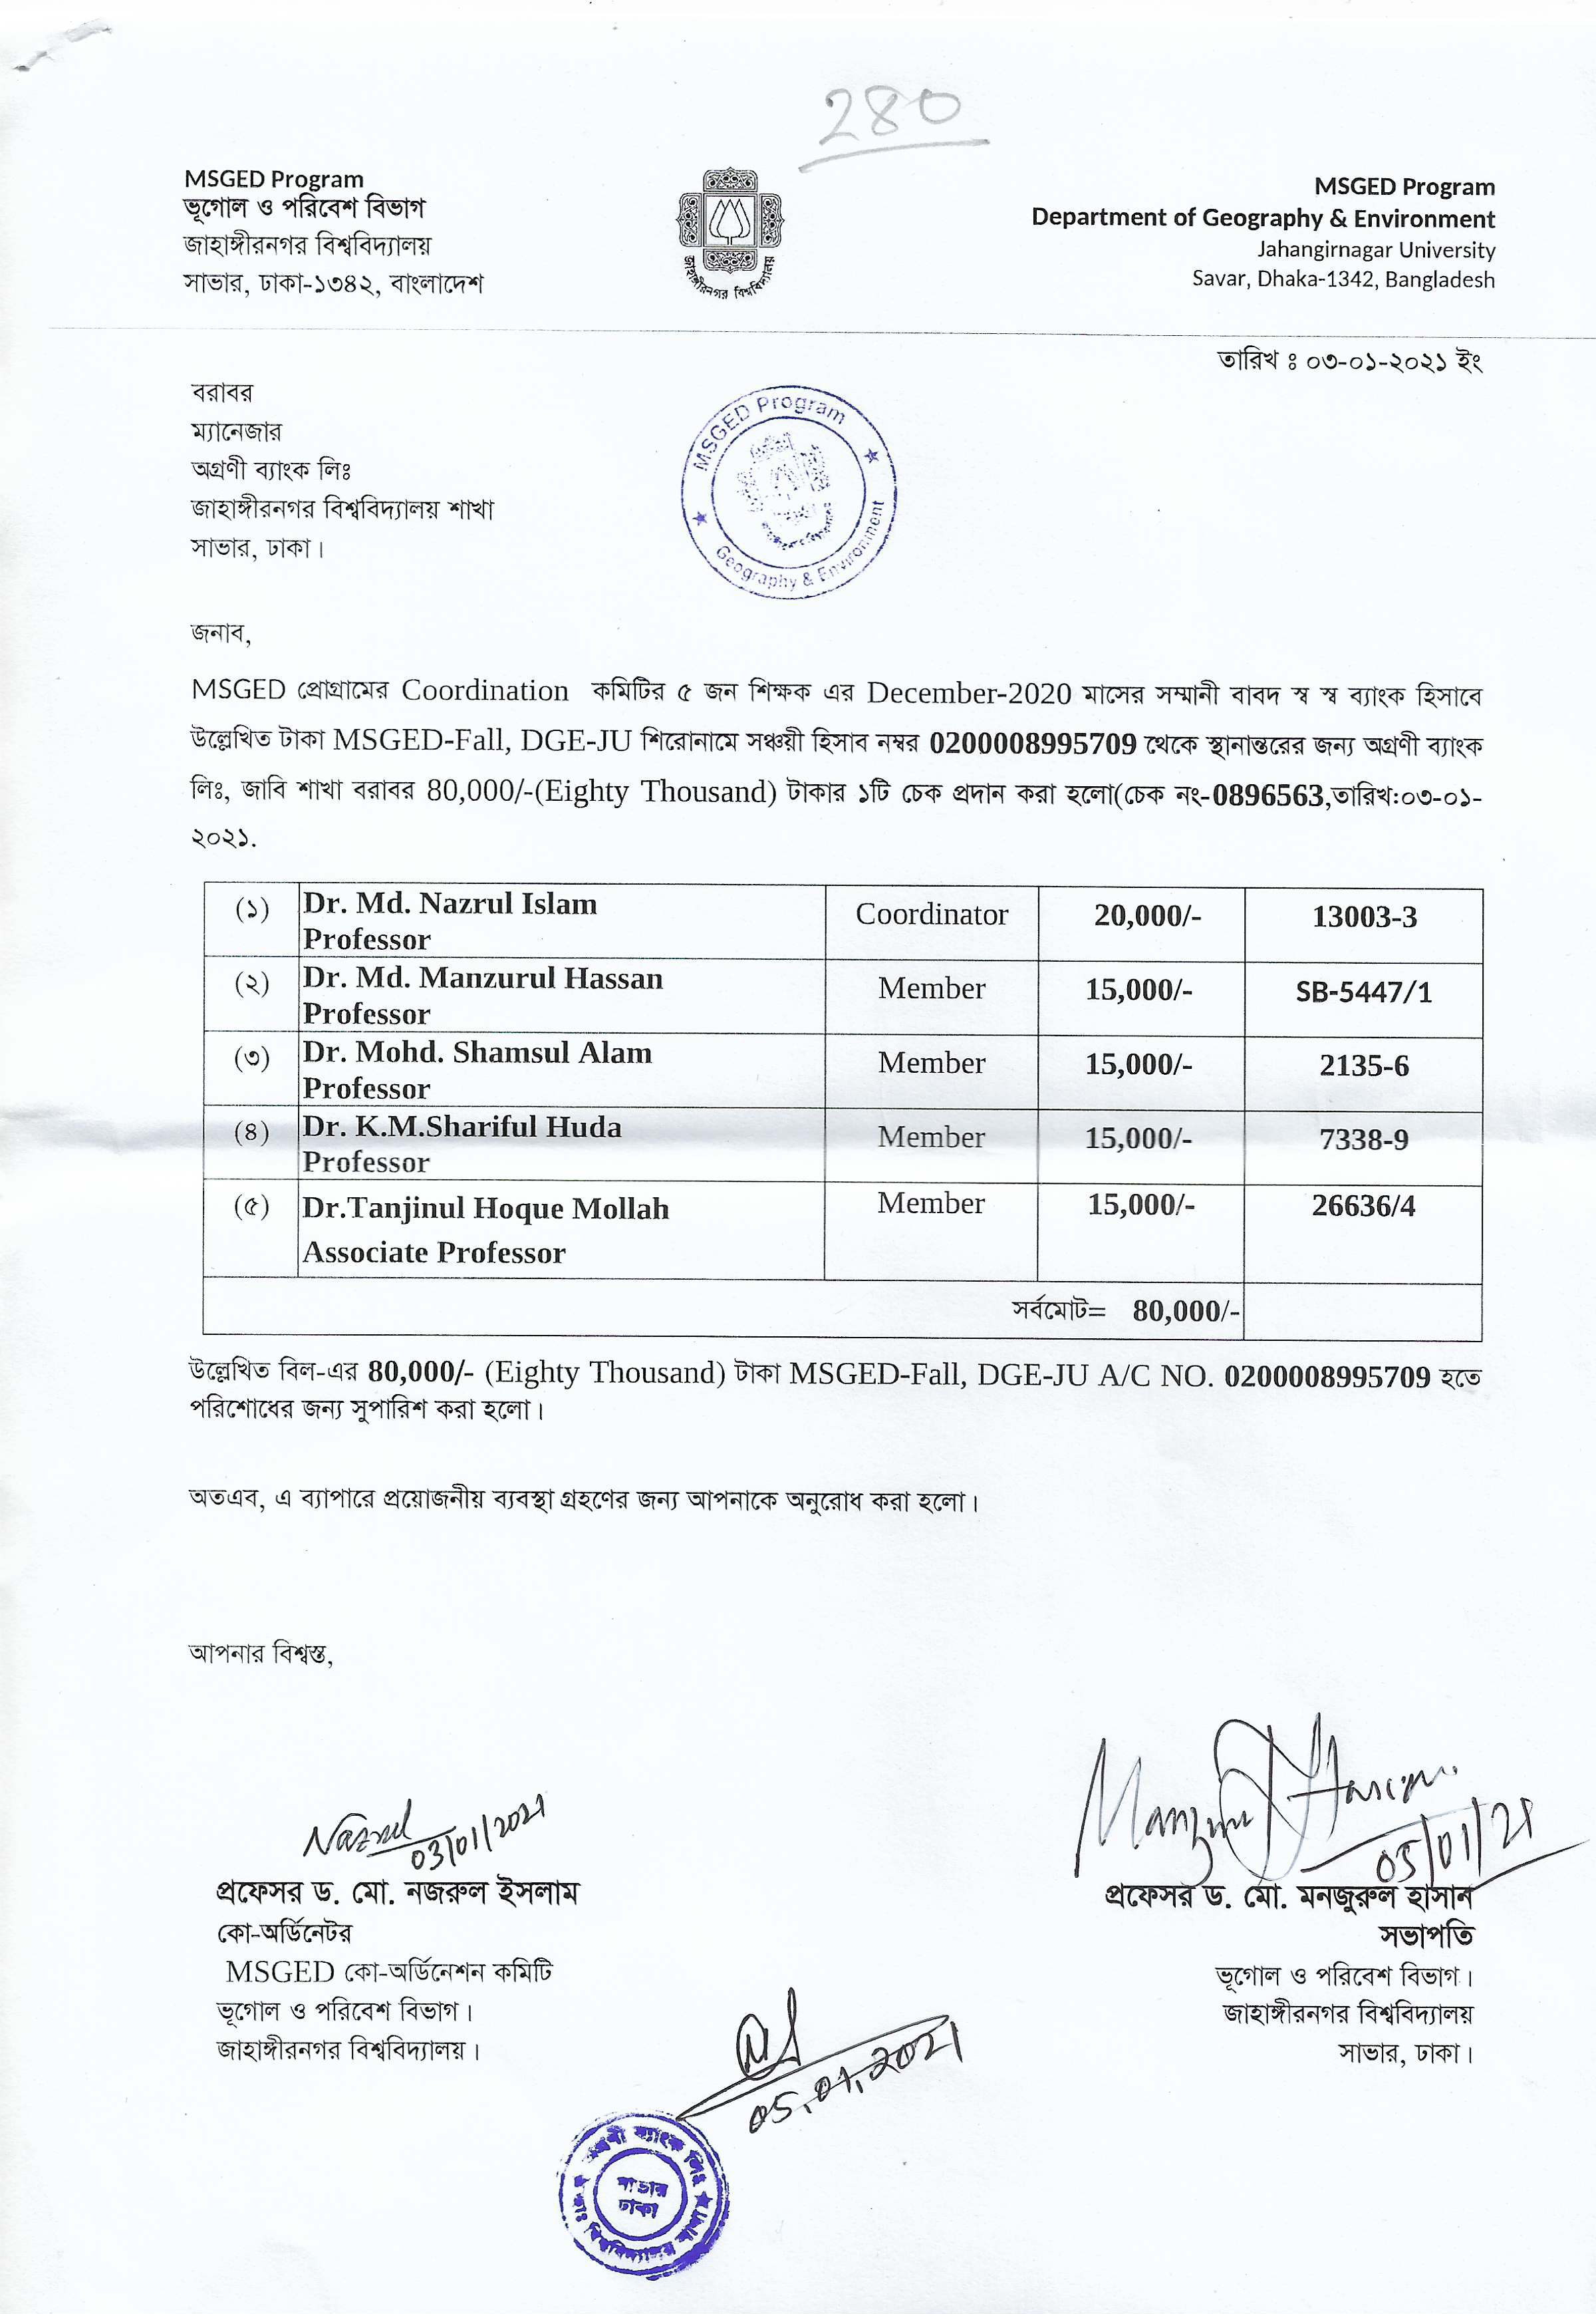 280
MSGED Program
ভূগোল ও পরিবেশ বিভাগ
জাহাঙ্গীরনগর বিশ্ববিদ্যালয়
সাভার, ঢাকা-১৩৪২, বাংলাদেশ
জাহাঙ্গীরনগর বিশ্ববিদ্যালয়
MSGED Program
Department of Geography & Environment
Jahangirnagar University
Savar, Dhaka-1342, Bangladesh
তারিখ ঃ ০৩-০১-২০২১ ইং
বরাবর
ম্যানেজার
অগ্রণী ব্যাংক লিঃ
জাহাঙ্গীরনগর বিশ্ববিদ্যালয় শাখা
সাভার, ঢাকা।
MSGED Program
Geography & Environment
জনাব,
MSGED প্রোগ্রামের Coordination কমিটির ৫ জন শিক্ষক এর December-2020 মাসের সম্মানী বাবদ স্ব স্ব ব্যাংক হিসাবে
উল্লেখিত টাকা MSGED-Fall, DGE-JU শিরোনামে সঞ্চয়ী হিসাব নম্বর 0200008995709 থেকে স্থানান্তরের জন্য অগ্রণী ব্যাংক
লিঃ, জাবি শাখা বরাবর 80,000/-(Eighty Thousand) টাকার ১টি চেক প্রদান করা হলো(চেক নং-0896563,তারিখ:০৩-০১-
২০২১.
(১) Dr. Md. Nazrul Islam Coordinator 20,000/- 13003-3
Professor
(২) Dr. Md. Manzurul Hassan Member 15,000/- SB-5447/1
Professor
(৩) Dr. Mohd. Shamsul Alam Member 15,000/- 2135-6
Professor
(৪) Dr. K.M.Shariful Huda Member 15,000/- 7338-9
Professor
(৫) Dr.Tanjinul Hoque Mollah Member 15,000/- 26636/4
Associate Professor
সর্বমোট= 80,000/-
উল্লেখিত বিল-এর 80,000/- (Eighty Thousand) টাকা MSGED-Fall, DGE-JU A/C NO. 0200008995709 হতে
পরিশোধের জন্য সুপারিশ করা হলো।
অতএব, এ ব্যাপারে প্রয়োজনীয় ব্যবস্থা গ্রহণের জন্য আপনাকে অনুরোধ করা হলো।
আপনার বিশ্বস্ত,
Nazrul
03/01/2021
প্রফেসর ড. মো. নজরুল ইসলাম
কো-অর্ডিনেটর
MSGED কো-অর্ডিনেশন কমিটি
ভূগোল ও পরিবেশ বিভাগ।
জাহাঙ্গীরনগর বিশ্ববিদ্যালয়।
05/01/21
প্রফেসর ড. মো. মনজুরুল হাসান
সভাপতি
ভূগোল ও পরিবেশ বিভাগ।
জাহাঙ্গীরনগর বিশ্ববিদ্যালয়
সাভার, ঢাকা।
05.01.2021
অগ্রণী ব্যাংক লিঃ
সাভার
ঢাকা
জাঃ বিশ্ববিদ্যালয় শাখা